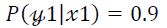 P(y1|x1) = 0.9